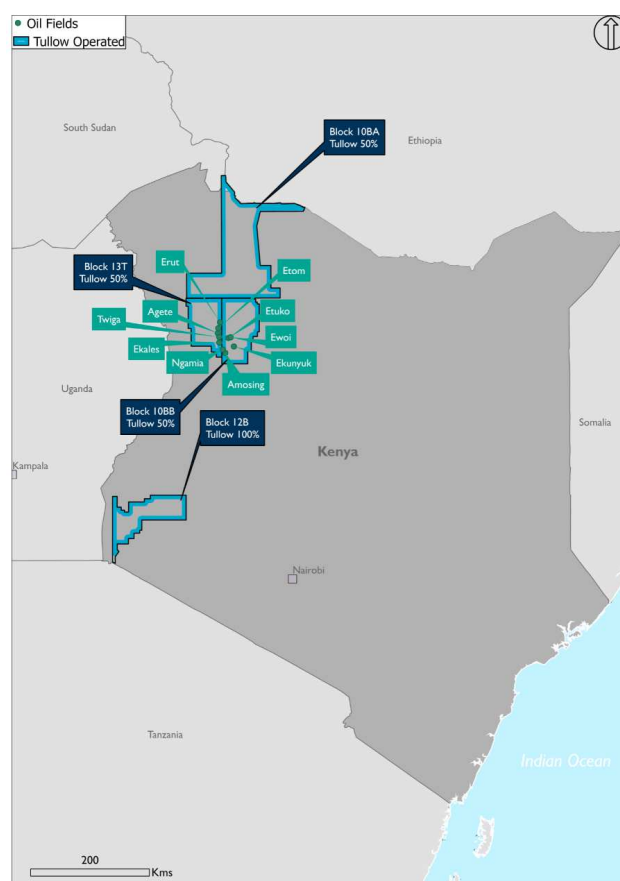 Oil Fields
Tullow Operated
South Sudan
Ethiopia
Block 10BA
Tullow 50%
Block 13T
Tullow 50%
Erut
Etom
Agete
Etuko
Twiga
Ewoi
Ekales
Ngamia
Ekunyuk
Amosing
Uganda
Block 10BB
Tullow 50%
Block 12B
Tullow 100%
Somalia
Kenya
Kampala
Nairobi
Tanzania
Indian Ocean
200
Kms